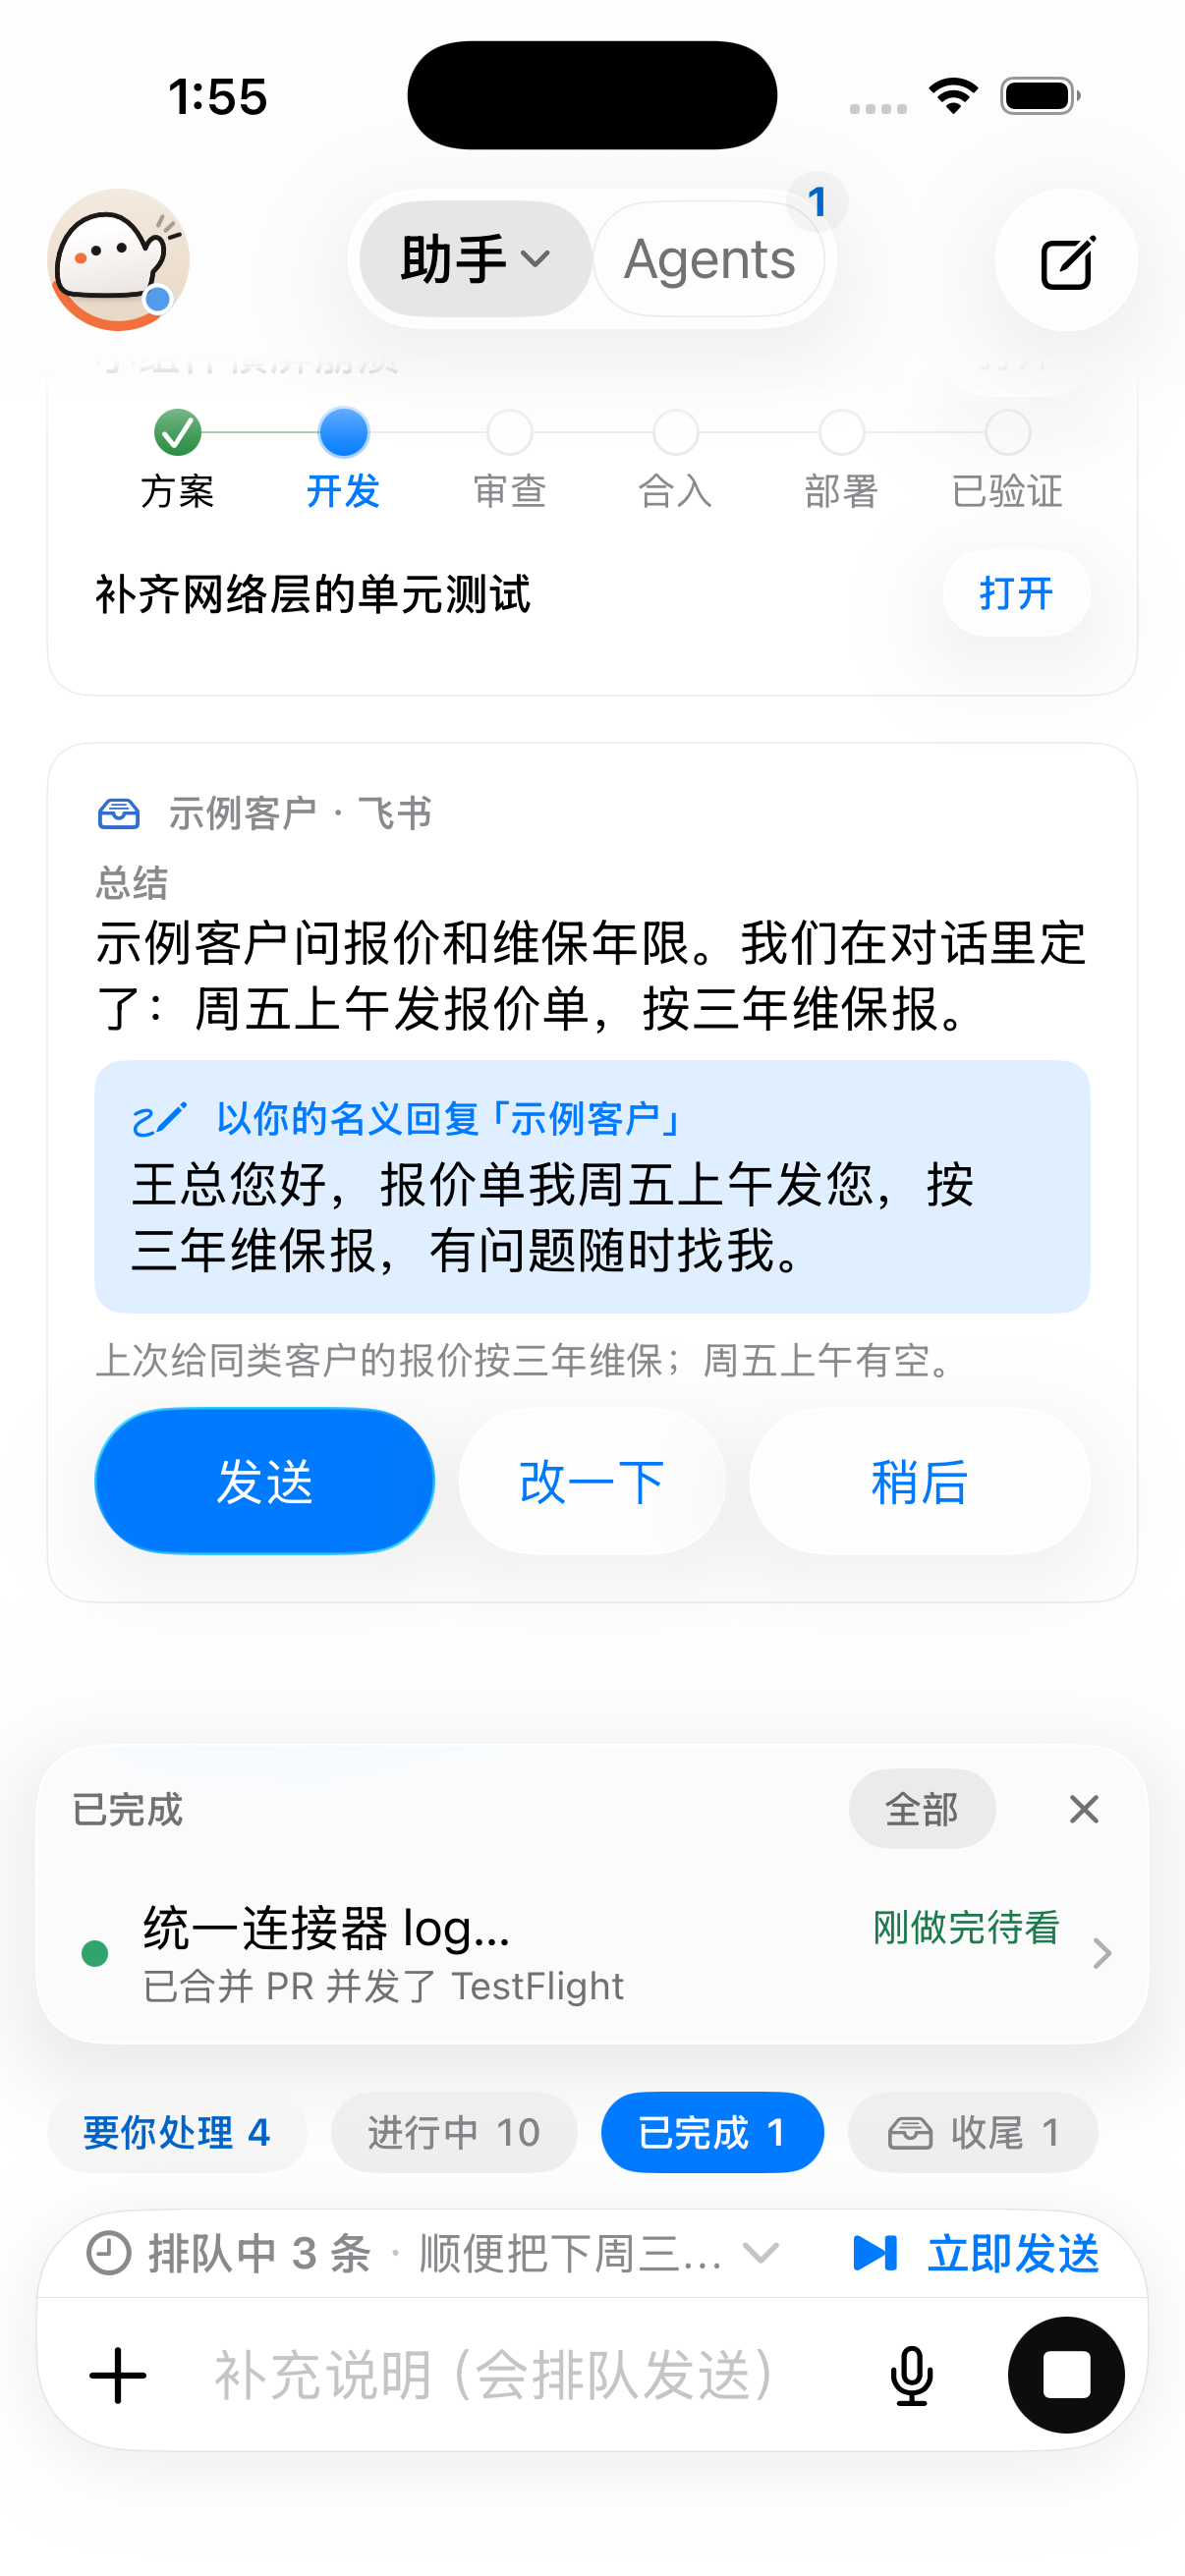 1:55
助手
Agents
1
方案
开发
审查
合入
部署
已验证
补齐网络层的单元测试
打开
示例客户 · 飞书
总结
示例客户问报价和维保年限。我们在对话里定
了：周五上午发报价单，按三年维保报。
以你的名义回复「示例客户」
王总您好，报价单我周五上午发您，按
三年维保报，有问题随时找我。
上次给同类客户的报价按三年维保；周五上午有空。
发送
改一下
稍后
已完成
全部
统一连接器 log...
刚做完待看
已合并 PR 并发了 TestFlight
要你处理 4
进行中 10
已完成 1
收尾 1
排队中 3 条 · 顺便把下周三...
立即发送
补充说明（会排队发送）